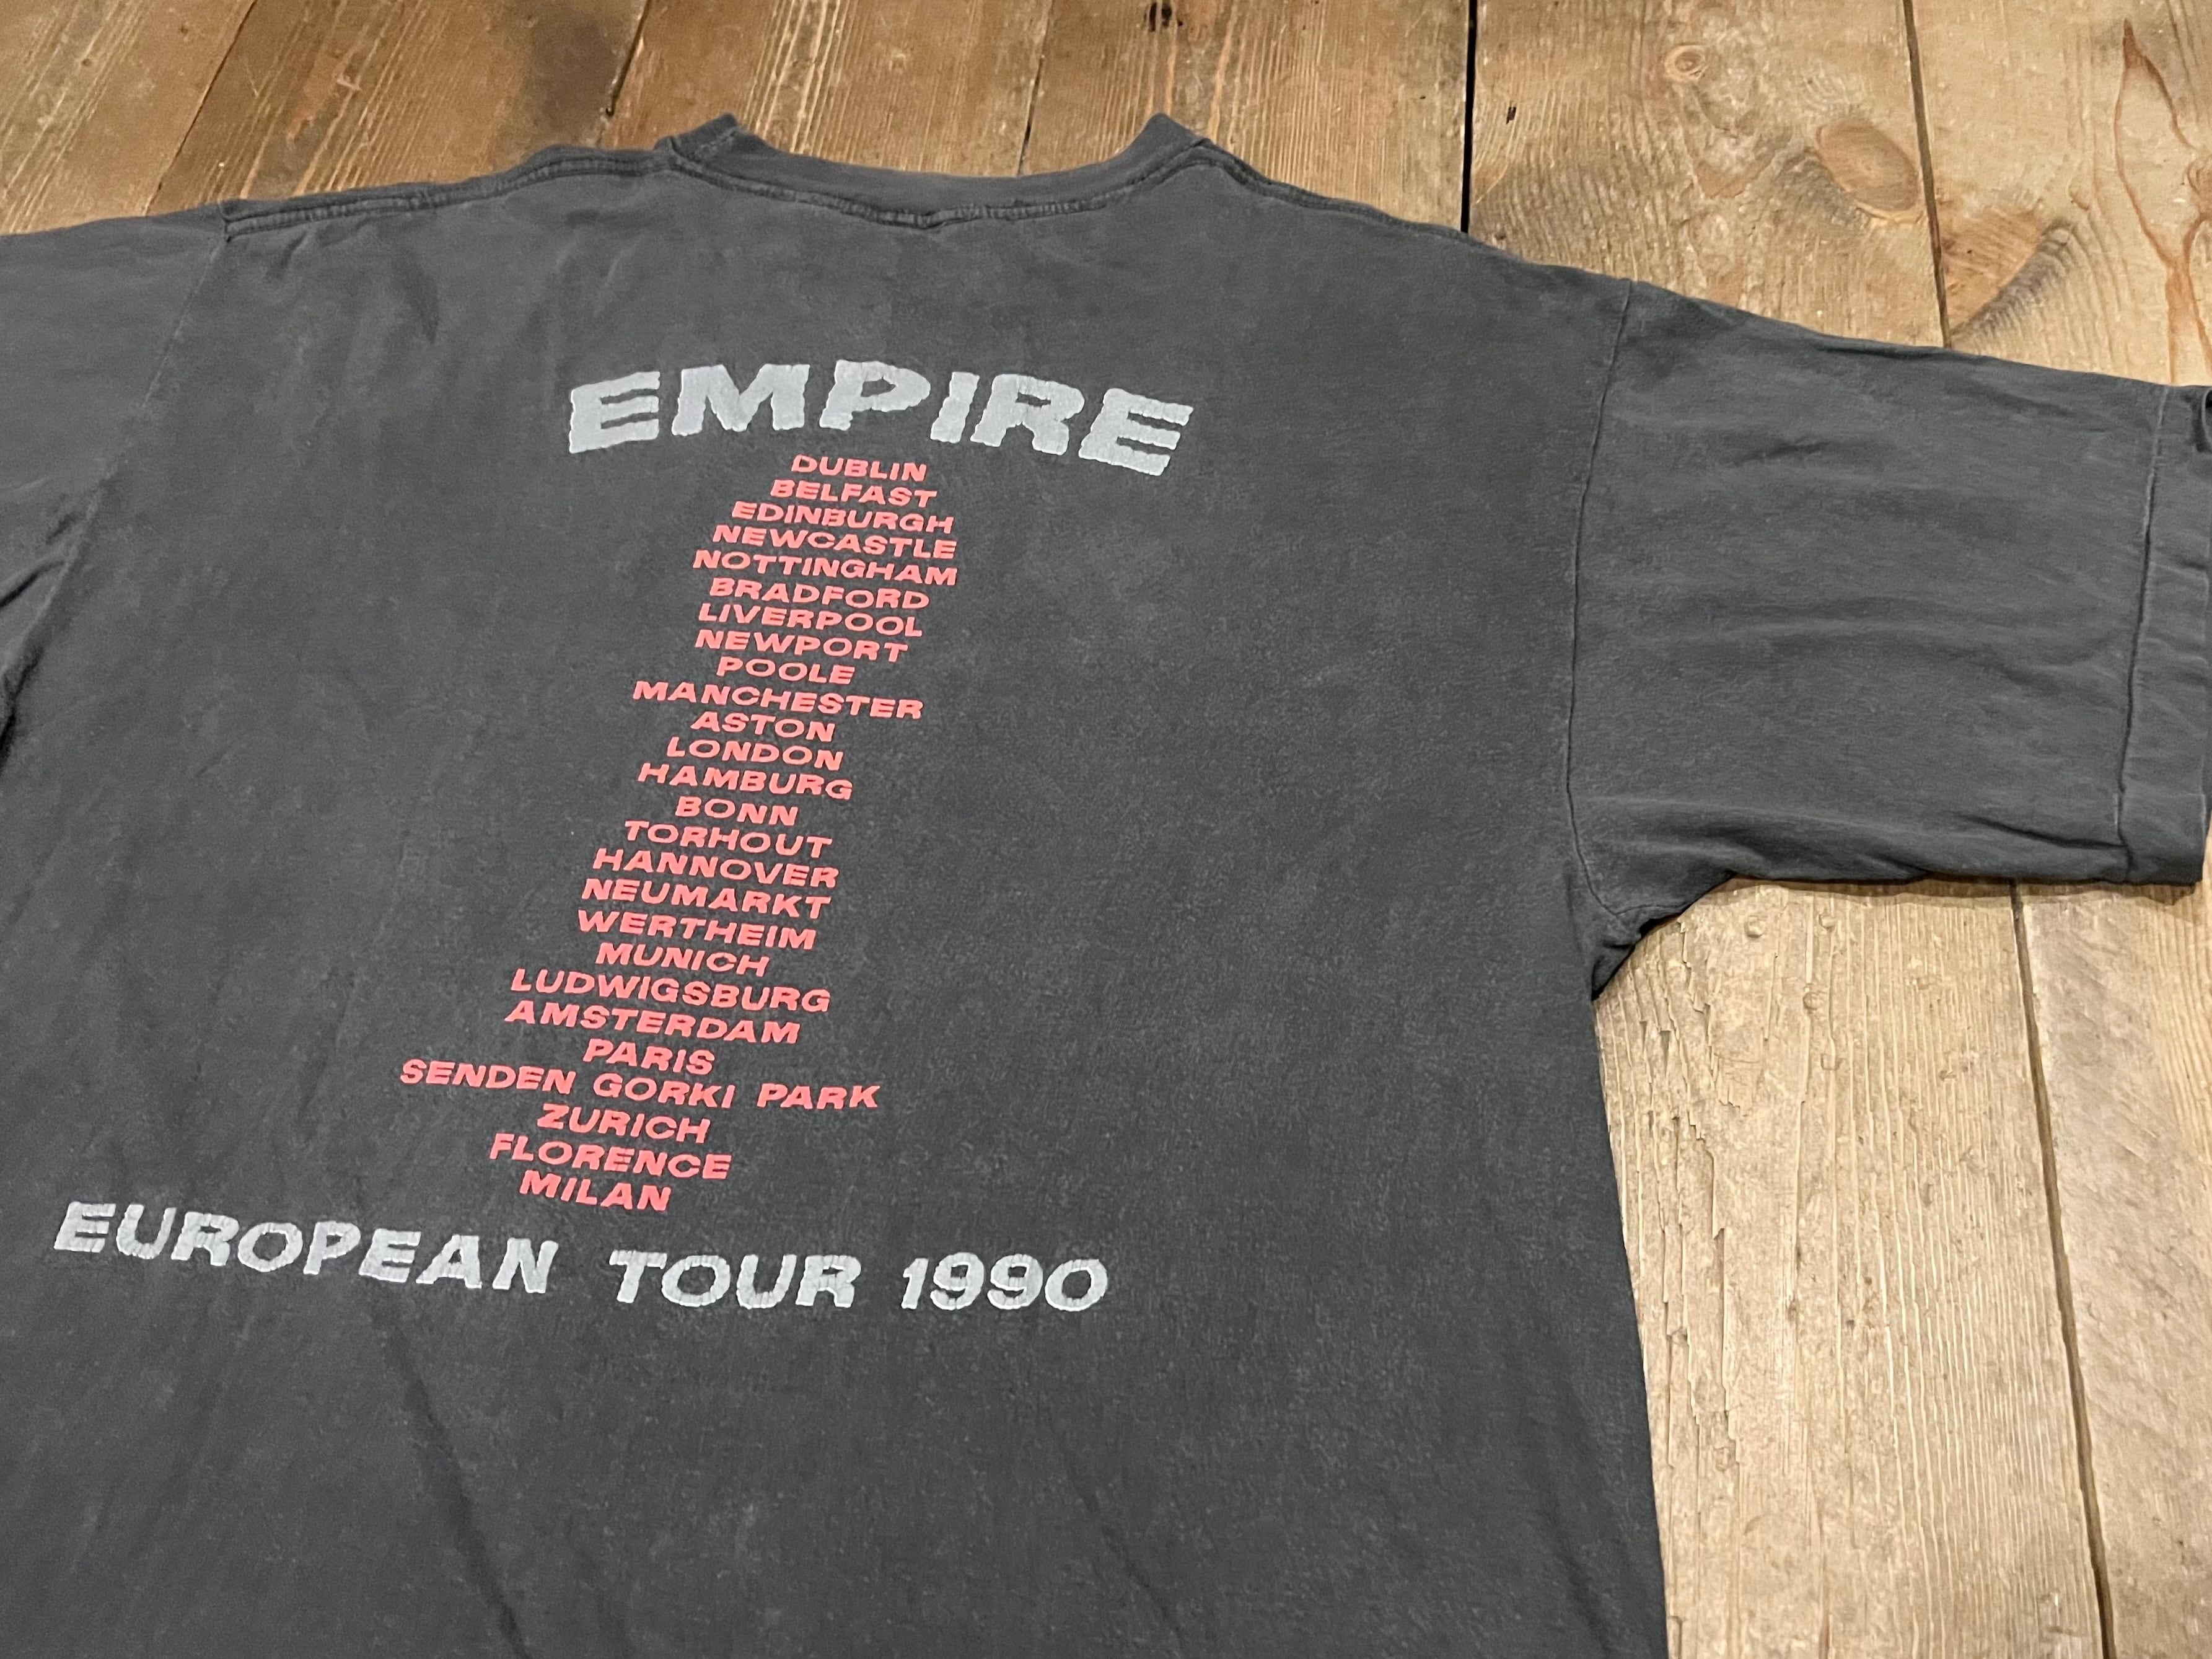 EMPIRE
DUBLIN
BELFAST
EDINBURGH
NEWCASTLE
NOTTINGHAM
BRADFORD
LIVERPOOL
NEWPORT
POOLE
MANCHESTER
ASTON
LONDON
HAMBURG
BONN
TORHOUT
HANNOVER
NEUMARKT
WERTHEIM
MUNICH
LUDWIGSBURG
AMSTERDAM
PARIS
SENDEN GORKI PARK
ZURICH
FLORENCE
MILAN
EUROPEAN TOUR 1990